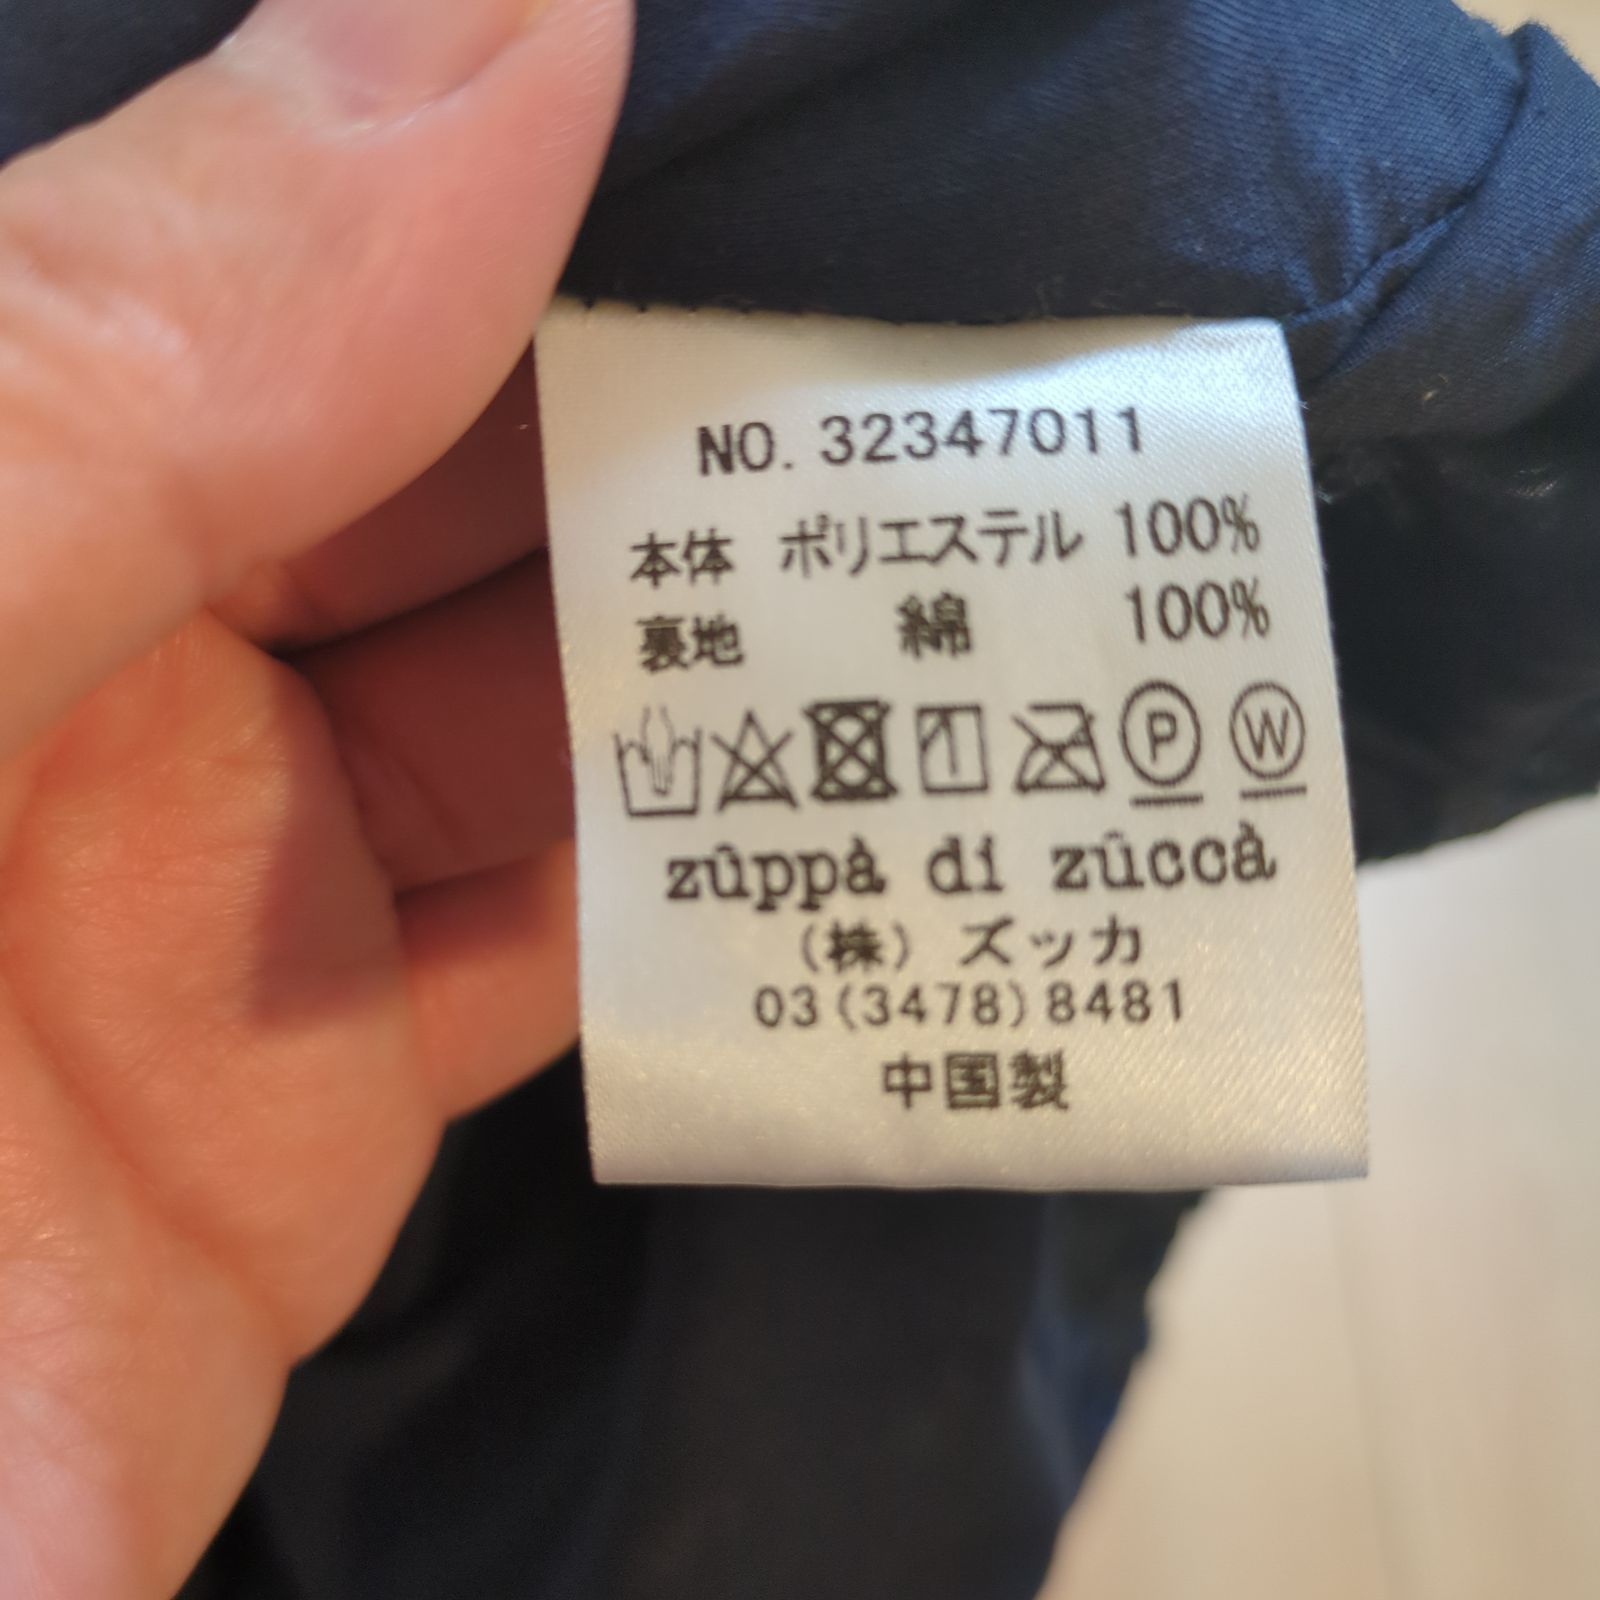 NO. 32347011
本体 ポリエステル 100%
裏地 綿 100%
P W
zûppà di zûccà
(株) ズッカ
03(3478)8481
中国製